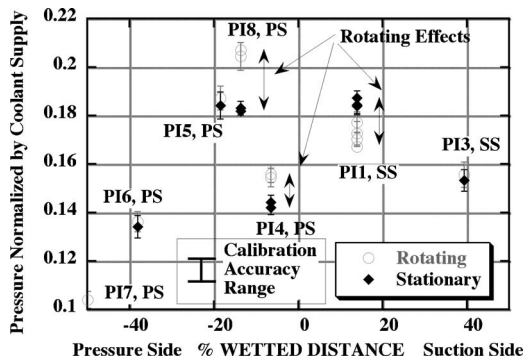 Pressure Normalized by Coolant Supply
0.22
0.2
0.18
0.16
0.14
0.12
0.1
PI8, PS
Rotating Effects
PI5, PS
PI3, SS
PI1, SS
PI6, PS
PI4, PS
PI7, PS
Calibration
Accuracy
Range
Rotating
Stationary
-40 -20 0 20 40
Pressure Side % WETTED DISTANCE Suction Side